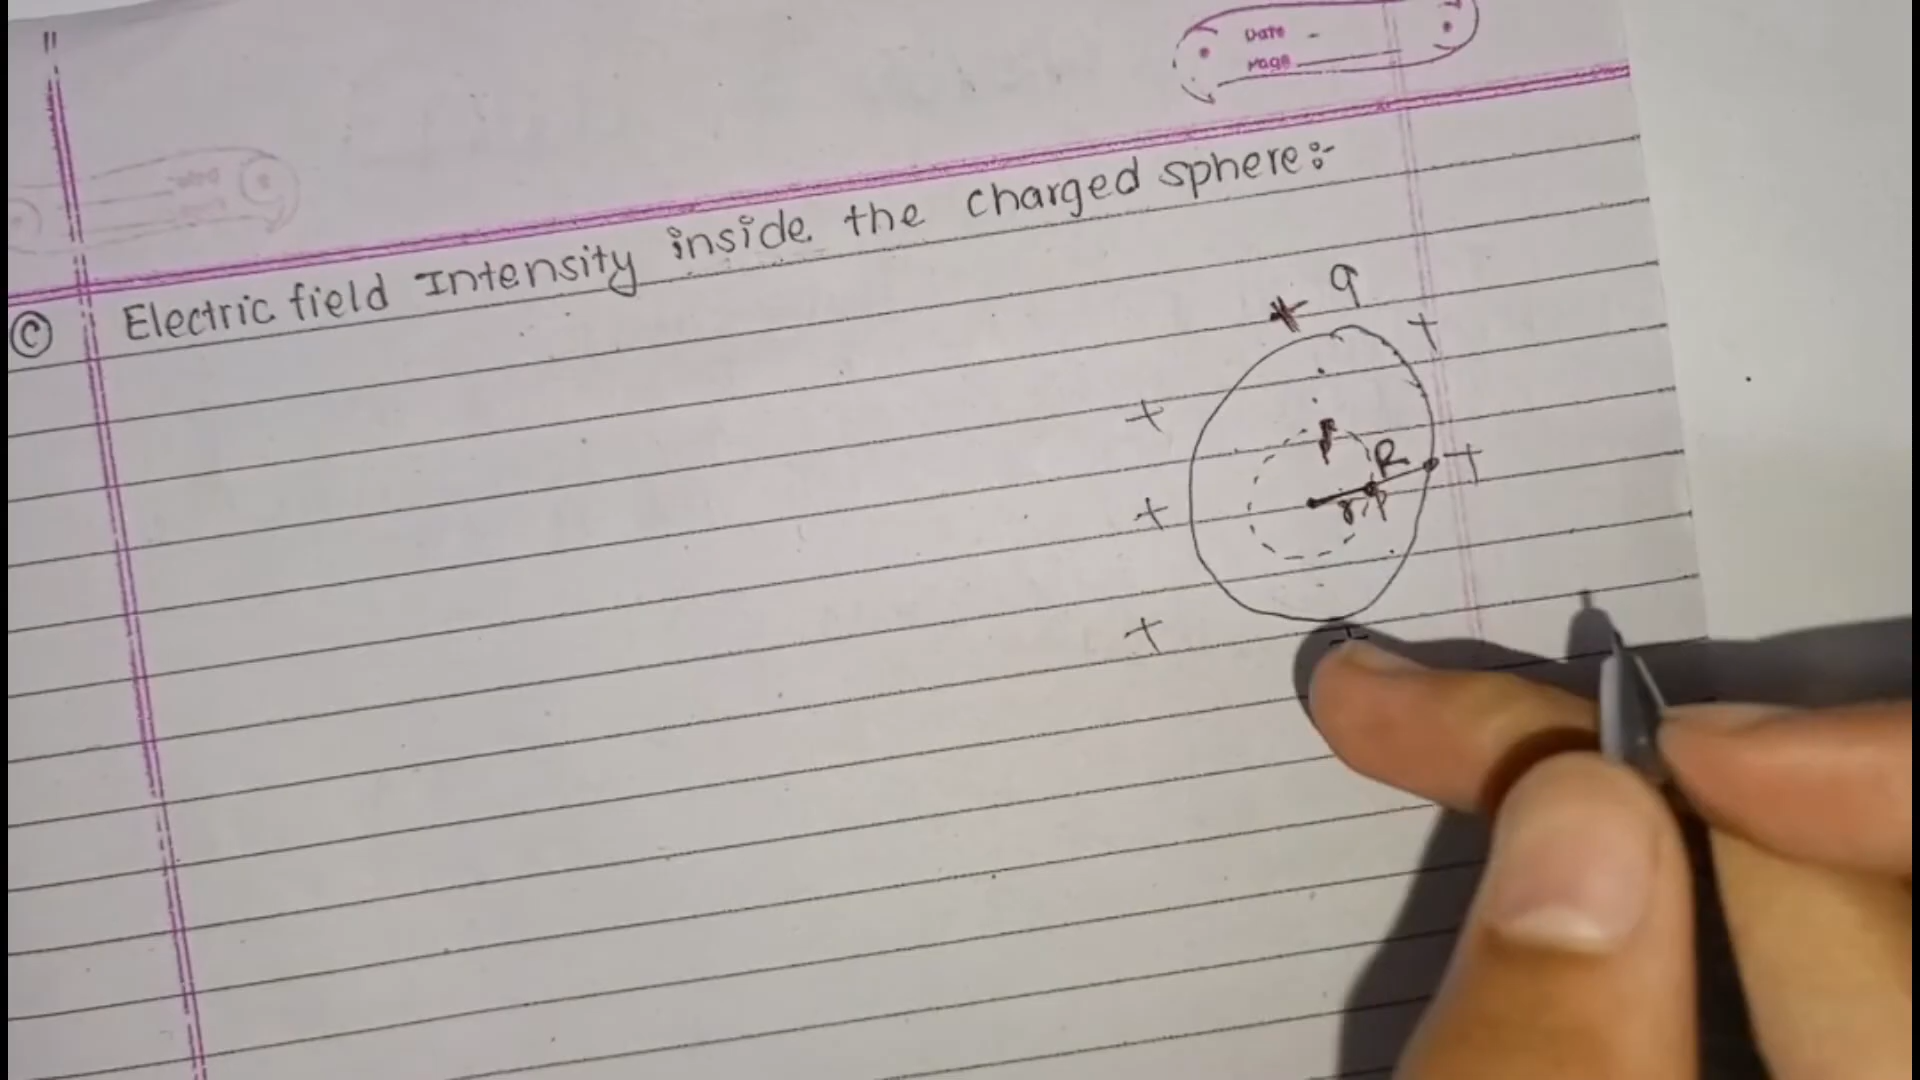 Date
Page
© Electric field Intensity inside the charged sphere:-
q
+ +
+
R +
+ r P
+
+